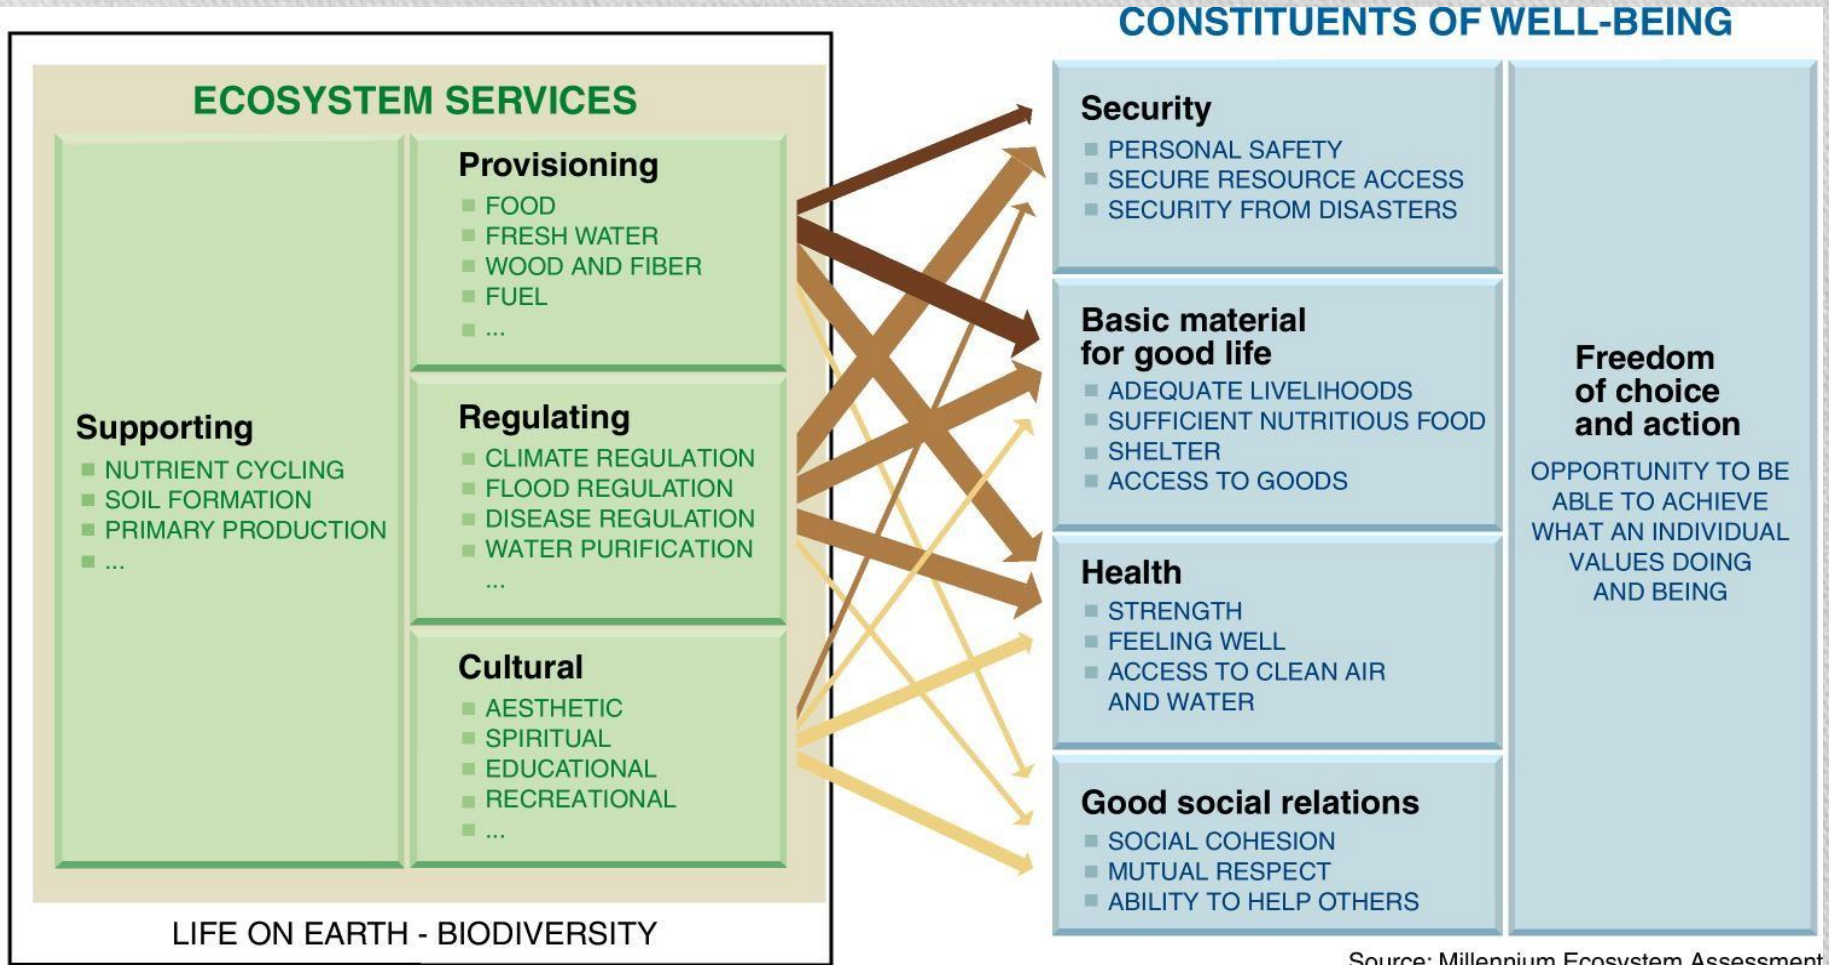 CONSTITUENTS OF WELL-BEING
ECOSYSTEM SERVICES
Supporting
NUTRIENT CYCLING
SOIL FORMATION
PRIMARY PRODUCTION
...
Provisioning
FOOD
FRESH WATER
WOOD AND FIBER
FUEL
...
Regulating
CLIMATE REGULATION
FLOOD REGULATION
DISEASE REGULATION
WATER PURIFICATION
...
Cultural
AESTHETIC
SPIRITUAL
EDUCATIONAL
RECREATIONAL
...
LIFE ON EARTH - BIODIVERSITY
Security
PERSONAL SAFETY
SECURE RESOURCE ACCESS
SECURITY FROM DISASTERS
Basic material
for good life
ADEQUATE LIVELIHOODS
SUFFICIENT NUTRITIOUS FOOD
SHELTER
ACCESS TO GOODS
Health
STRENGTH
FEELING WELL
ACCESS TO CLEAN AIR
AND WATER
Good social relations
SOCIAL COHESION
MUTUAL RESPECT
ABILITY TO HELP OTHERS
Freedom
of choice
and action
OPPORTUNITY TO BE
ABLE TO ACHIEVE
WHAT AN INDIVIDUAL
VALUES DOING
AND BEING
Source: Millennium Ecosystem Assessment